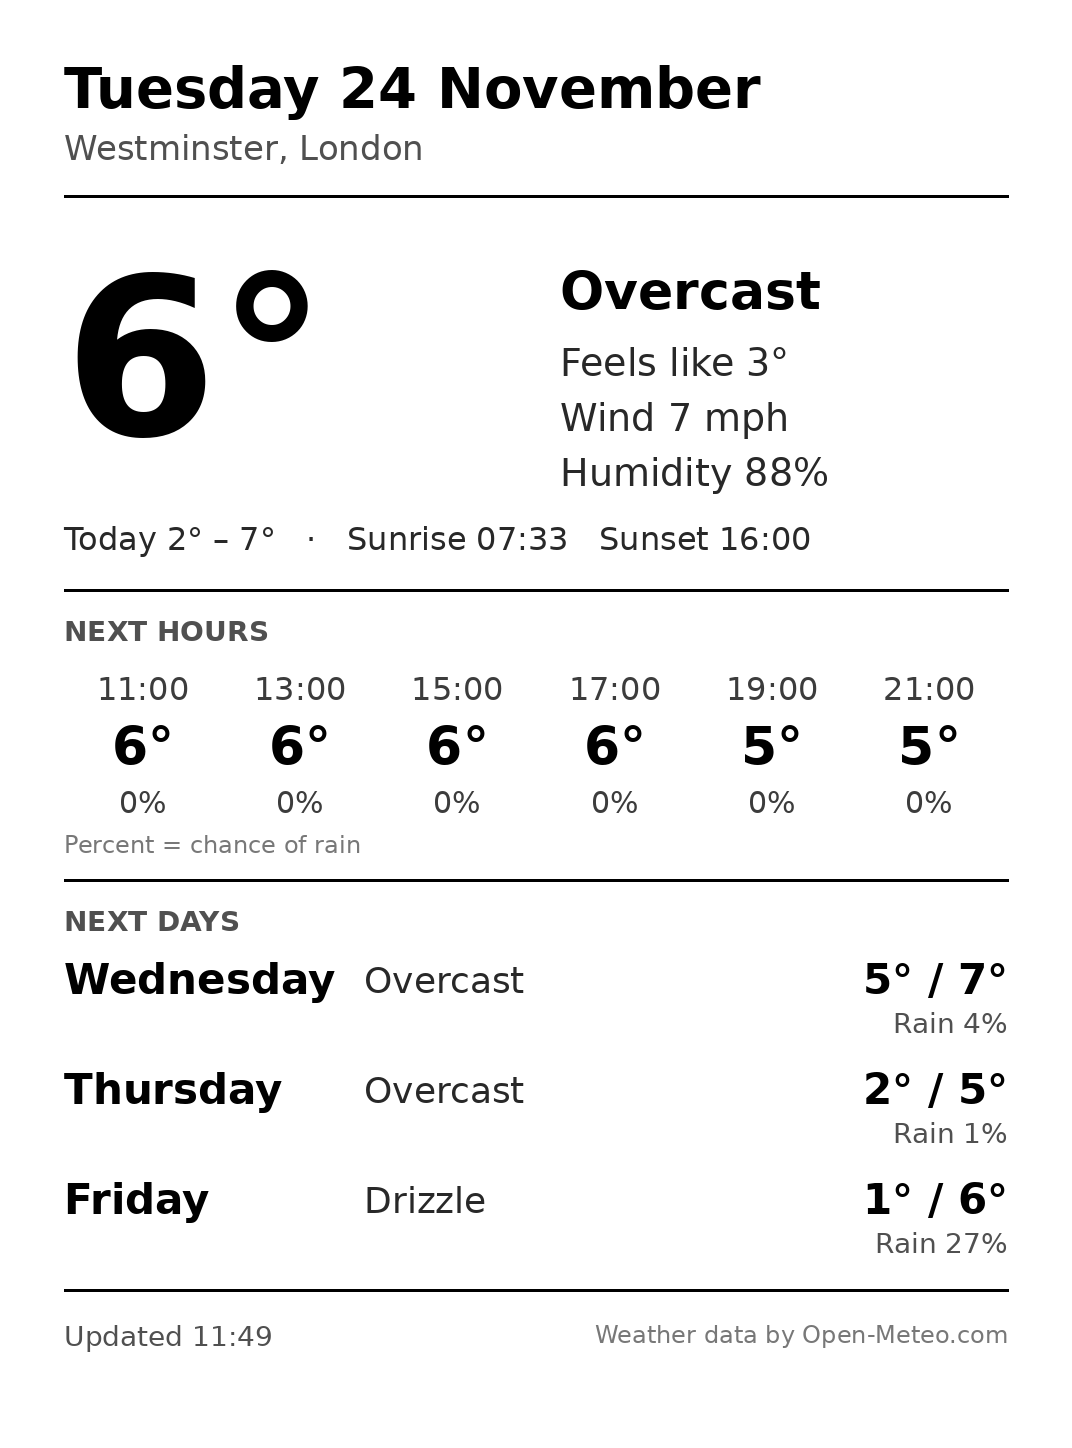 Tuesday 24 November
Westminster, London
6°
Overcast
Feels like 3°
Wind 7 mph
Humidity 88%
Today 2° – 7° · Sunrise 07:33 Sunset 16:00
NEXT HOURS
11:00 13:00 15:00 17:00 19:00 21:00
6° 6° 6° 6° 5° 5°
0% 0% 0% 0% 0% 0%
Percent = chance of rain
NEXT DAYS
Wednesday Overcast 5° / 7°
Rain 4%
Thursday Overcast 2° / 5°
Rain 1%
Friday Drizzle 1° / 6°
Rain 27%
Updated 11:49 Weather data by Open-Meteo.com